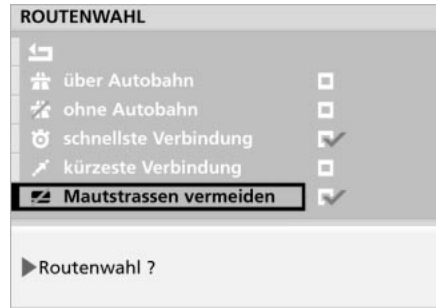 ROUTENWAHL
über Autobahn
ohne Autobahn
schnellste Verbindung
kürzeste Verbindung
Mautstrassen vermeiden
Routenwahl ?